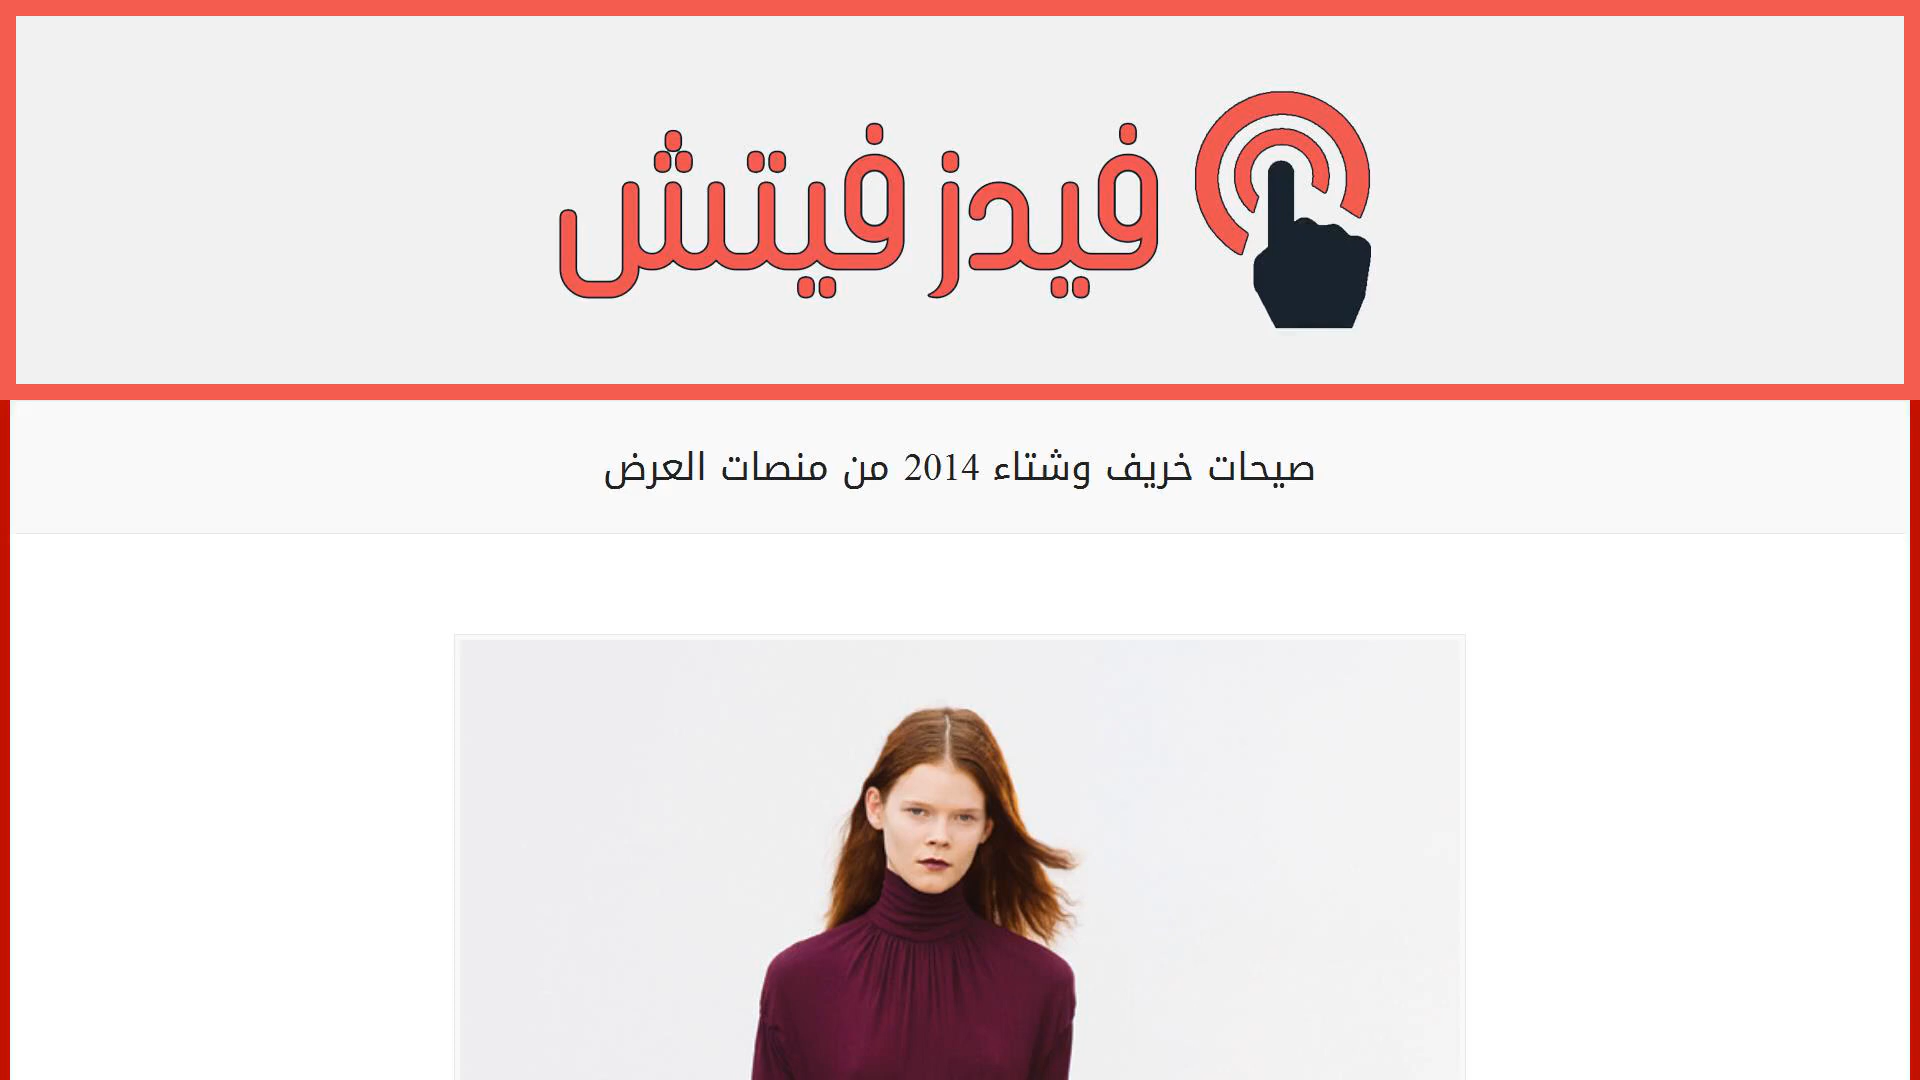 فيدز فيتش
صيحات خريف وشتاء 2014 من منصات العرض